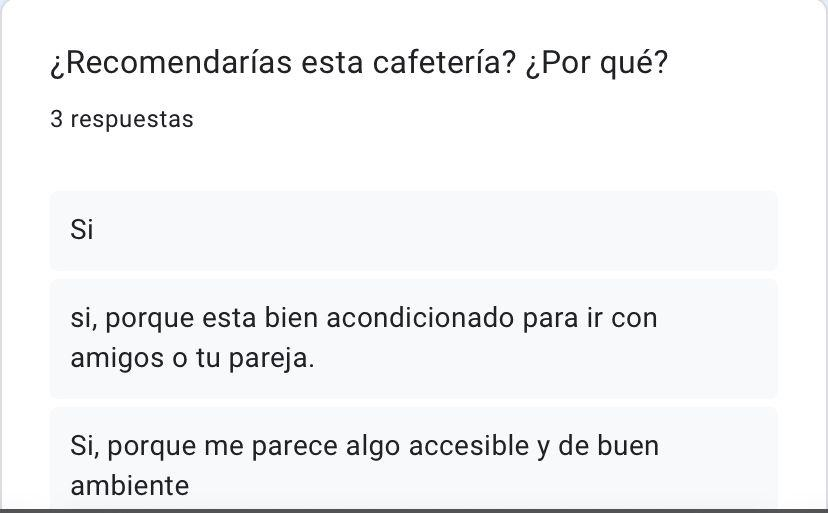 ¿Recomendarías esta cafetería? ¿Por qué?
3 respuestas
Si
si, porque esta bien acondicionado para ir con
amigos o tu pareja.
Si, porque me parece algo accesible y de buen
ambiente